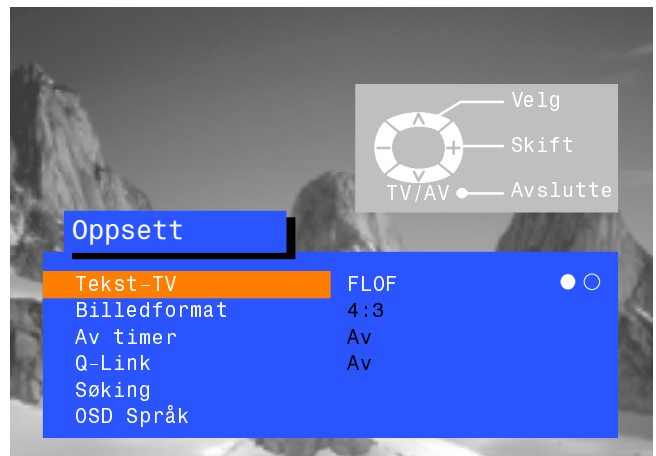 Velg
Skift
TV/AV Avslutte
Oppsett
Tekst-TV FLOF
Billedformat 4:3
Av timer Av
Q-Link Av
Søking
OSD Språk